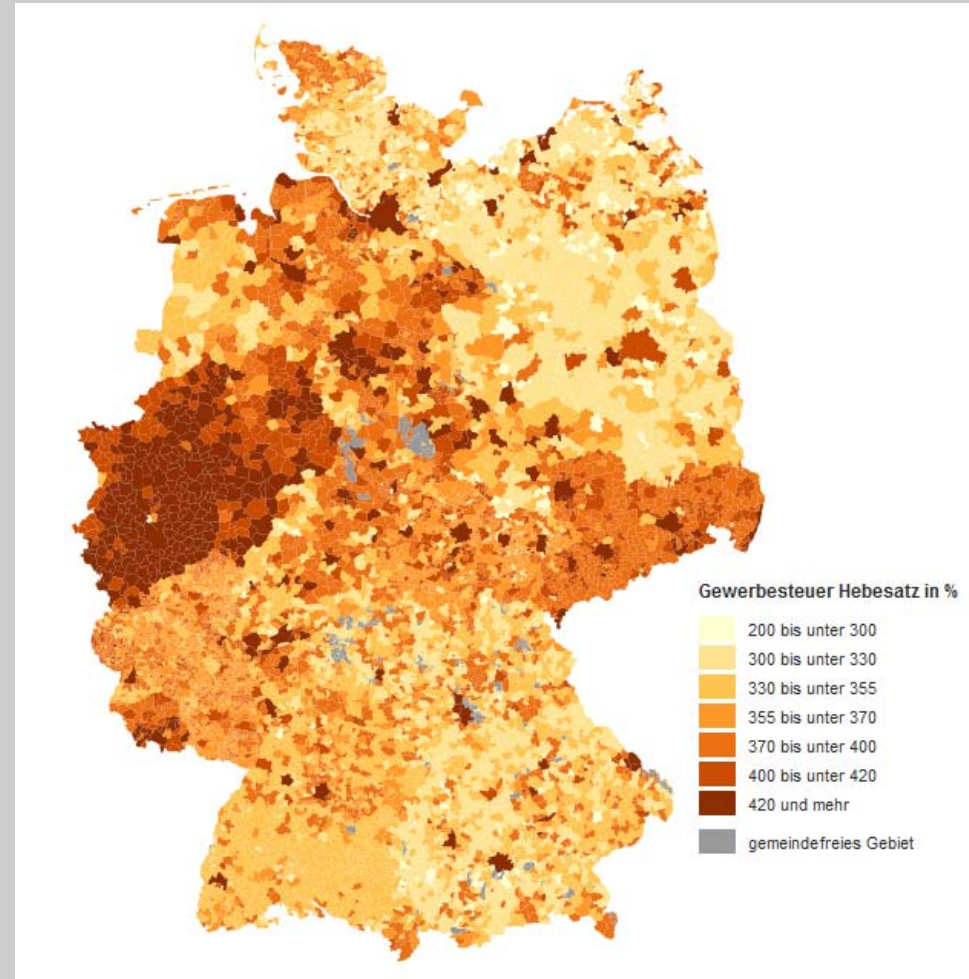 Gewerbesteuer Hebesatz in %
200 bis unter 300
300 bis unter 330
330 bis unter 355
355 bis unter 370
370 bis unter 400
400 bis unter 420
420 und mehr
gemeindefreies Gebiet